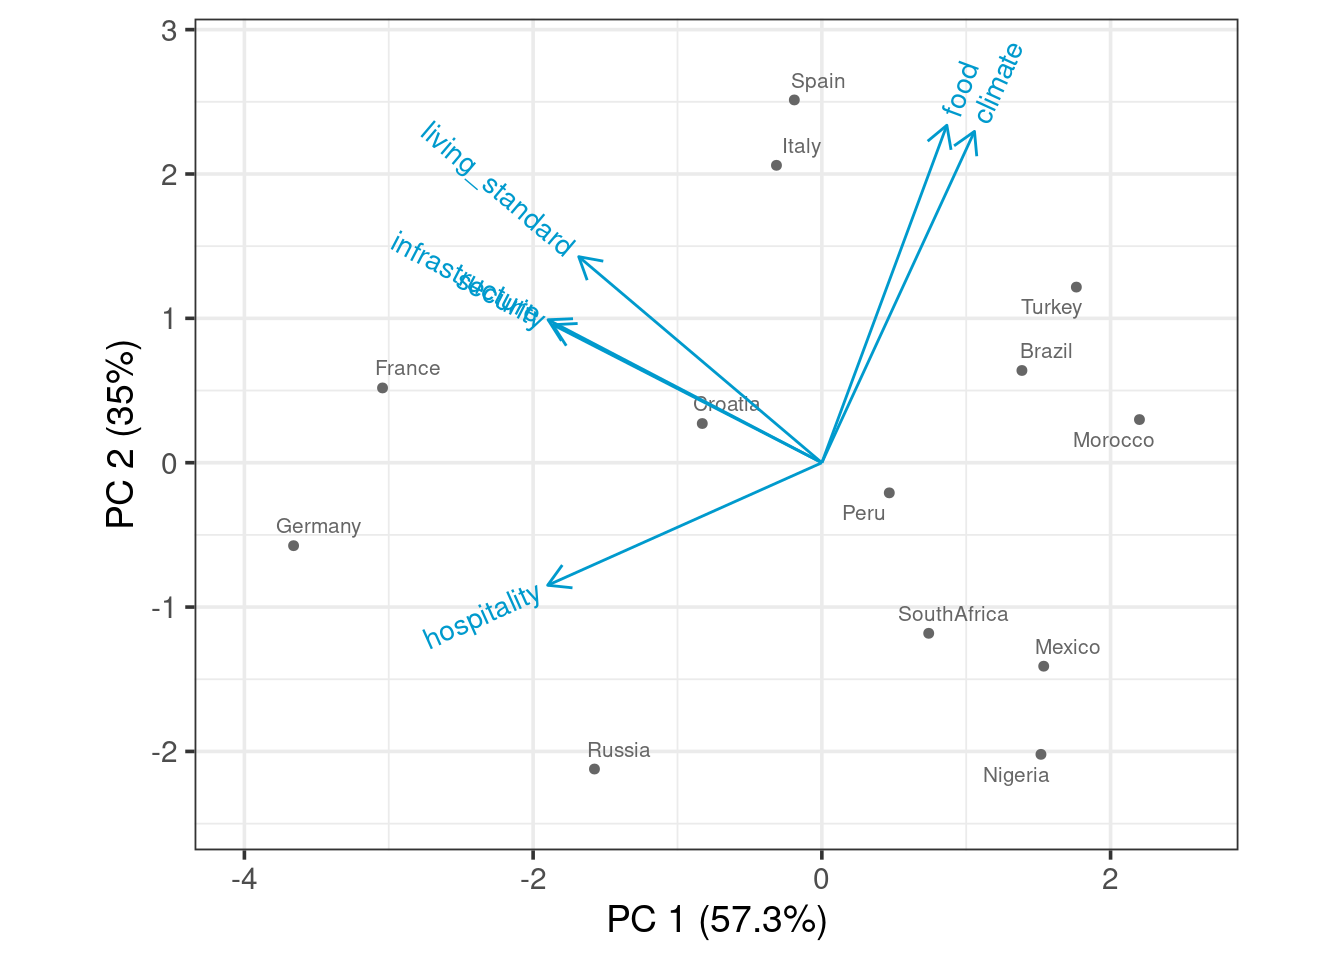 3
Spain
food
climate
Italy
living_standard
2
infrastructure
security
Turkey
1
Brazil
France
Croatia
Morocco
0
Peru
Germany
hospitality
-1
SouthAfrica
Mexico
Russia
-2
Nigeria
-4
-2
0
2
PC 1 (57.3%)
PC 2 (35%)